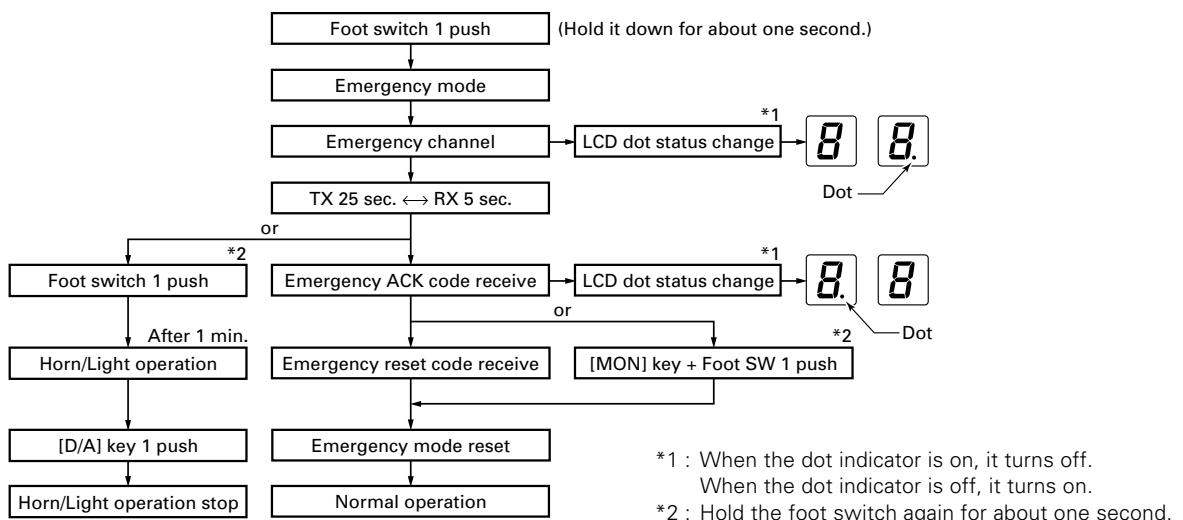 Foot switch 1 push (Hold it down for about one second.)
Emergency mode
*1
Emergency channel LCD dot status change 8 8.
Dot
TX 25 sec. ↔ RX 5 sec.
or
*2 *1
Foot switch 1 push Emergency ACK code receive LCD dot status change 8. 8
or
After 1 min. *2 Dot
Horn/Light operation Emergency reset code receive [MON] key + Foot SW 1 push
[D/A] key 1 push Emergency mode reset
Horn/Light operation stop Normal operation
*1 : When the dot indicator is on, it turns off.
When the dot indicator is off, it turns on.
*2 : Hold the foot switch again for about one second.